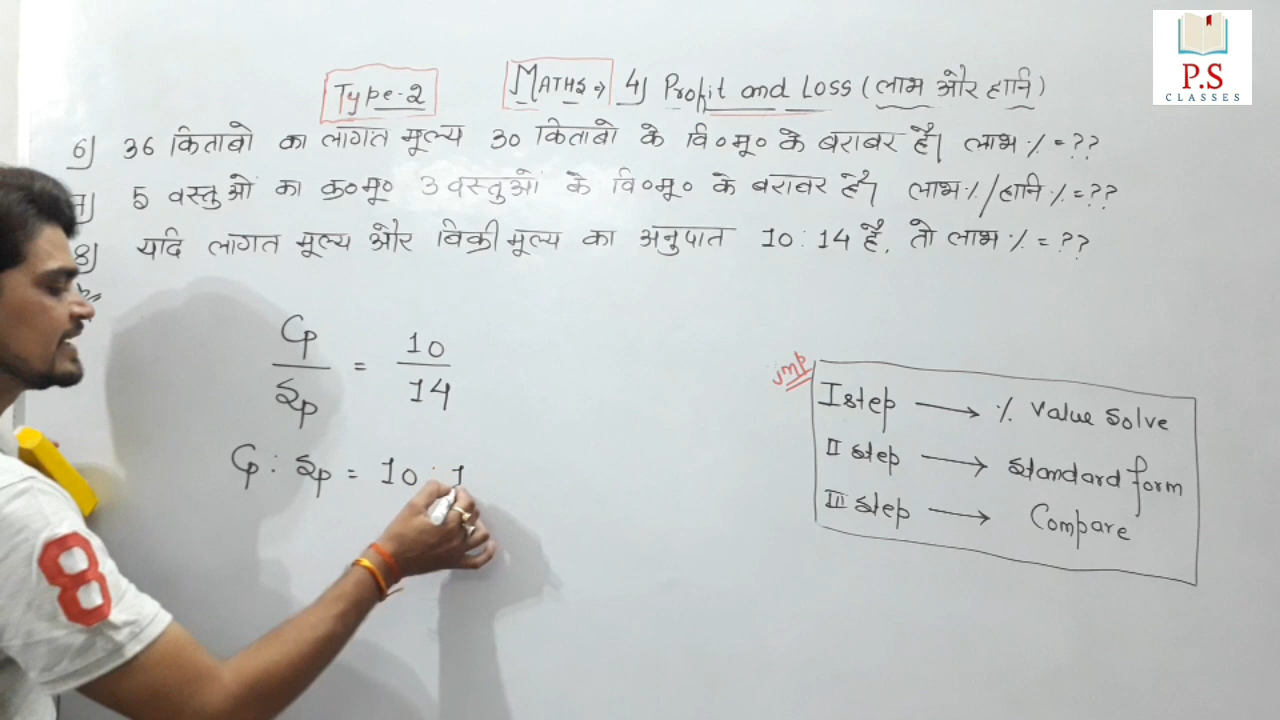 P.S
CLASSES
Type-2
MATHS ⇒ 4) Profit and Loss (लाभ और हानि)
6) 36 किताबो का लागत मूल्य 30 किताबो के वि०मू० के बराबर है। लाभ % = ??
7) 5 वस्तुओं का क्र०मू० 3 वस्तुओं के वि०मू० के बराबर है। लाभ % / हानि % = ??
8) यदि लागत मूल्य और विक्री मूल्य का अनुपात 10 : 14 है, तो लाभ % = ??
CP/SP = 10/14
CP : SP = 10 : 1
imp
I step → % Value Solve
II step → Standard form
III step → Compare
8